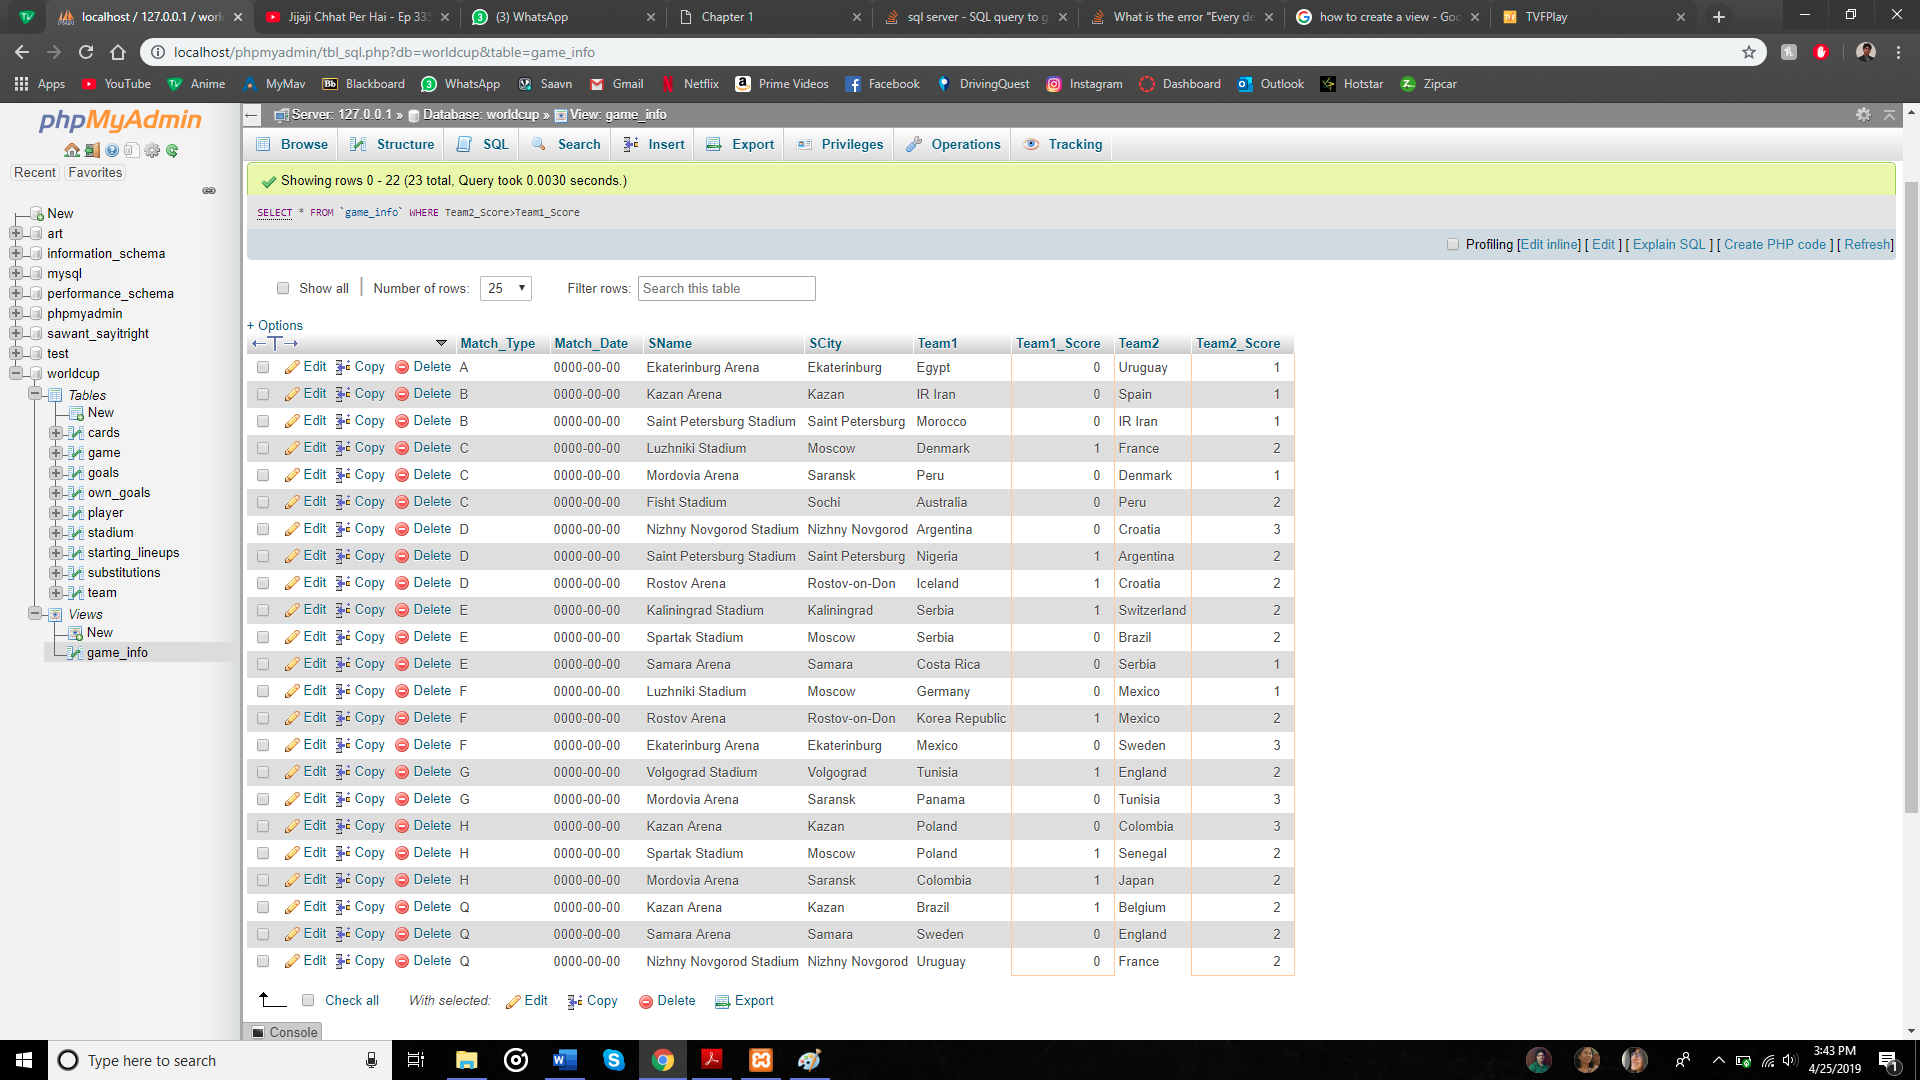 localhost / 127.0.0.1 / worl
Jijaji Chhat Per Hai - Ep 335
(3) WhatsApp
Chapter 1
sql server - SQL query to g
What is the error "Every de
how to create a view - Goo
TVFPlay
localhost/phpmyadmin/tbl_sql.php?db=worldcup&table=game_info
Apps YouTube Anime MyMav Blackboard WhatsApp Saavn Gmail Netflix Prime Videos Facebook DrivingQuest Instagram Dashboard Outlook Hotstar Zipcar
phpMyAdmin
Recent Favorites
New
art
information_schema
mysql
performance_schema
phpmyadmin
sawant_sayitright
test
worldcup
Tables
New
cards
game
goals
own_goals
player
stadium
starting_lineups
substitutions
team
Views
New
game_info
Server: 127.0.0.1 » Database: worldcup » View: game_info
Browse Structure SQL Search Insert Export Privileges Operations Tracking
Showing rows 0 - 22 (23 total, Query took 0.0030 seconds.)
SELECT * FROM `game_info` WHERE Team2_Score>Team1_Score
Profiling [Edit inline] [ Edit ] [ Explain SQL ] [ Create PHP code ] [ Refresh]
Show all Number of rows: 25 Filter rows: Search this table
+ Options
←T→ Match_Type Match_Date SName SCity Team1 Team1_Score Team2 Team2_Score
Edit Copy Delete A 0000-00-00 Ekaterinburg Arena Ekaterinburg Egypt 0 Uruguay 1
Edit Copy Delete B 0000-00-00 Kazan Arena Kazan IR Iran 0 Spain 1
Edit Copy Delete B 0000-00-00 Saint Petersburg Stadium Saint Petersburg Morocco 0 IR Iran 1
Edit Copy Delete C 0000-00-00 Luzhniki Stadium Moscow Denmark 1 France 2
Edit Copy Delete C 0000-00-00 Mordovia Arena Saransk Peru 0 Denmark 1
Edit Copy Delete C 0000-00-00 Fisht Stadium Sochi Australia 0 Peru 2
Edit Copy Delete D 0000-00-00 Nizhny Novgorod Stadium Nizhny Novgorod Argentina 0 Croatia 3
Edit Copy Delete D 0000-00-00 Saint Petersburg Stadium Saint Petersburg Nigeria 1 Argentina 2
Edit Copy Delete D 0000-00-00 Rostov Arena Rostov-on-Don Iceland 1 Croatia 2
Edit Copy Delete E 0000-00-00 Kaliningrad Stadium Kaliningrad Serbia 1 Switzerland 2
Edit Copy Delete E 0000-00-00 Spartak Stadium Moscow Serbia 0 Brazil 2
Edit Copy Delete E 0000-00-00 Samara Arena Samara Costa Rica 0 Serbia 1
Edit Copy Delete F 0000-00-00 Luzhniki Stadium Moscow Germany 0 Mexico 1
Edit Copy Delete F 0000-00-00 Rostov Arena Rostov-on-Don Korea Republic 1 Mexico 2
Edit Copy Delete F 0000-00-00 Ekaterinburg Arena Ekaterinburg Mexico 0 Sweden 3
Edit Copy Delete G 0000-00-00 Volgograd Stadium Volgograd Tunisia 1 England 2
Edit Copy Delete G 0000-00-00 Mordovia Arena Saransk Panama 0 Tunisia 3
Edit Copy Delete H 0000-00-00 Kazan Arena Kazan Poland 0 Colombia 3
Edit Copy Delete H 0000-00-00 Spartak Stadium Moscow Poland 1 Senegal 2
Edit Copy Delete H 0000-00-00 Mordovia Arena Saransk Colombia 1 Japan 2
Edit Copy Delete Q 0000-00-00 Kazan Arena Kazan Brazil 1 Belgium 2
Edit Copy Delete Q 0000-00-00 Samara Arena Samara Sweden 0 England 2
Edit Copy Delete Q 0000-00-00 Nizhny Novgorod Stadium Nizhny Novgorod Uruguay 0 France 2
Check all With selected: Edit Copy Delete Export
Console
Type here to search
3:43 PM
4/25/2019
1